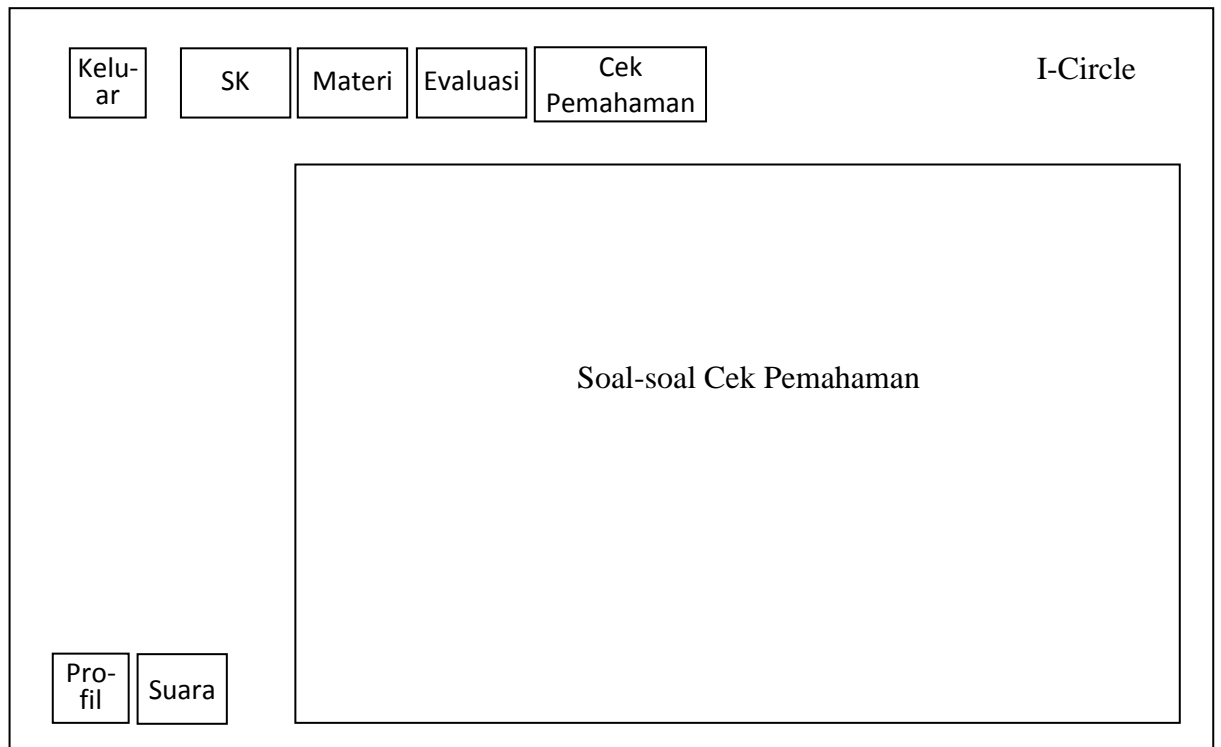 Kelu-
ar
SK
Materi
Evaluasi
Cek
Pemahaman
I-Circle
Soal-soal Cek Pemahaman
Pro-
fil
Suara